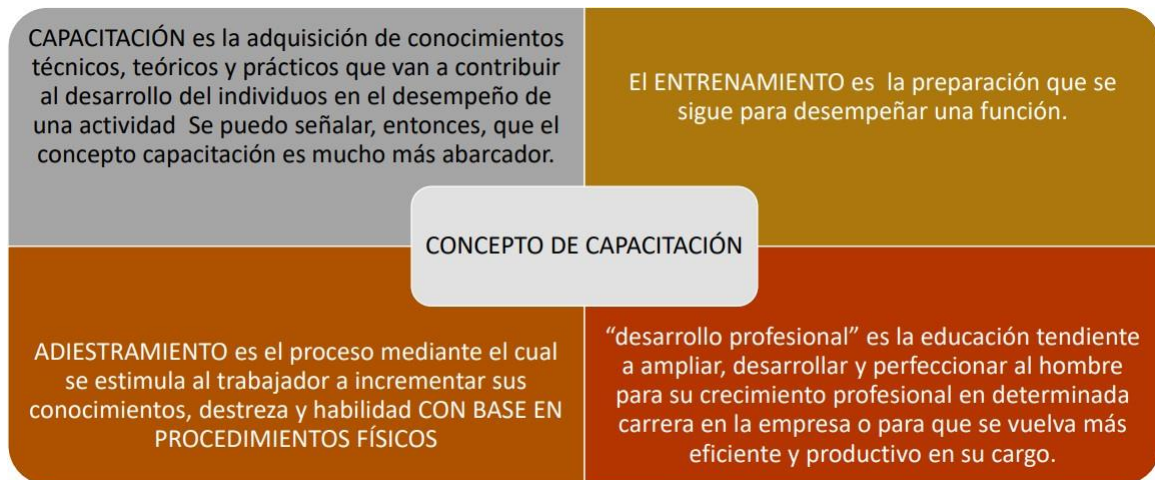 CAPACITACIÓN es la adquisición de conocimientos
técnicos, teóricos y prácticos que van a contribuir
al desarrollo del individuos en el desempeño de
una actividad Se puedo señalar, entonces, que el
concepto capacitación es mucho más abarcador.
El ENTRENAMIENTO es la preparación que se
sigue para desempeñar una función.
CONCEPTO DE CAPACITACIÓN
ADIESTRAMIENTO es el proceso mediante el cual
se estimula al trabajador a incrementar sus
conocimientos, destreza y habilidad CON BASE EN
PROCEDIMIENTOS FÍSICOS
“desarrollo profesional” es la educación tendiente
a ampliar, desarrollar y perfeccionar al hombre
para su crecimiento profesional en determinada
carrera en la empresa o para que se vuelva más
eficiente y productivo en su cargo.